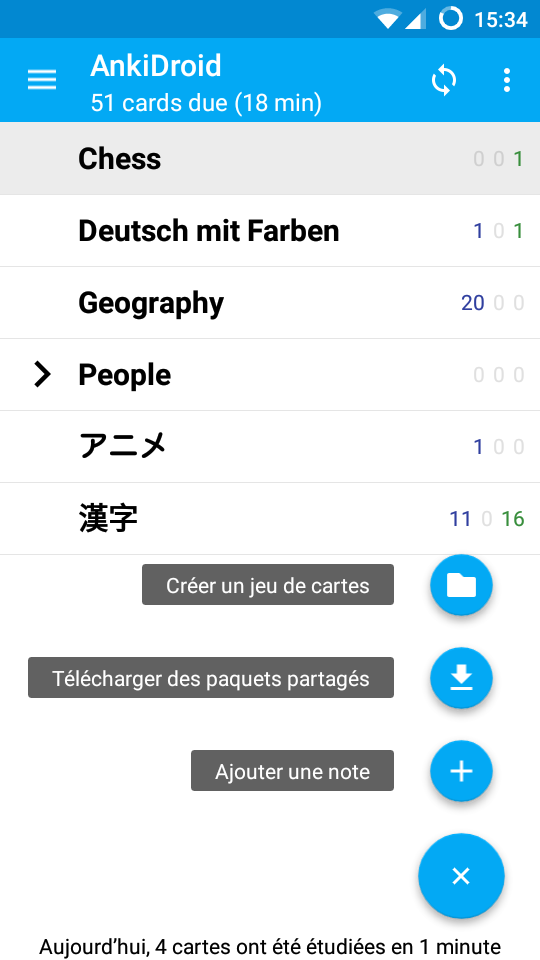 15:34
AnkiDroid
51 cards due (18 min)
Chess 0 0 1
Deutsch mit Farben 1 0 1
Geography 20 0 0
People 0 0 0
アニメ 1 0 0
漢字 11 0 16
Créer un jeu de cartes
Télécharger des paquets partagés
Ajouter une note
Aujourd’hui, 4 cartes ont été étudiées en 1 minute